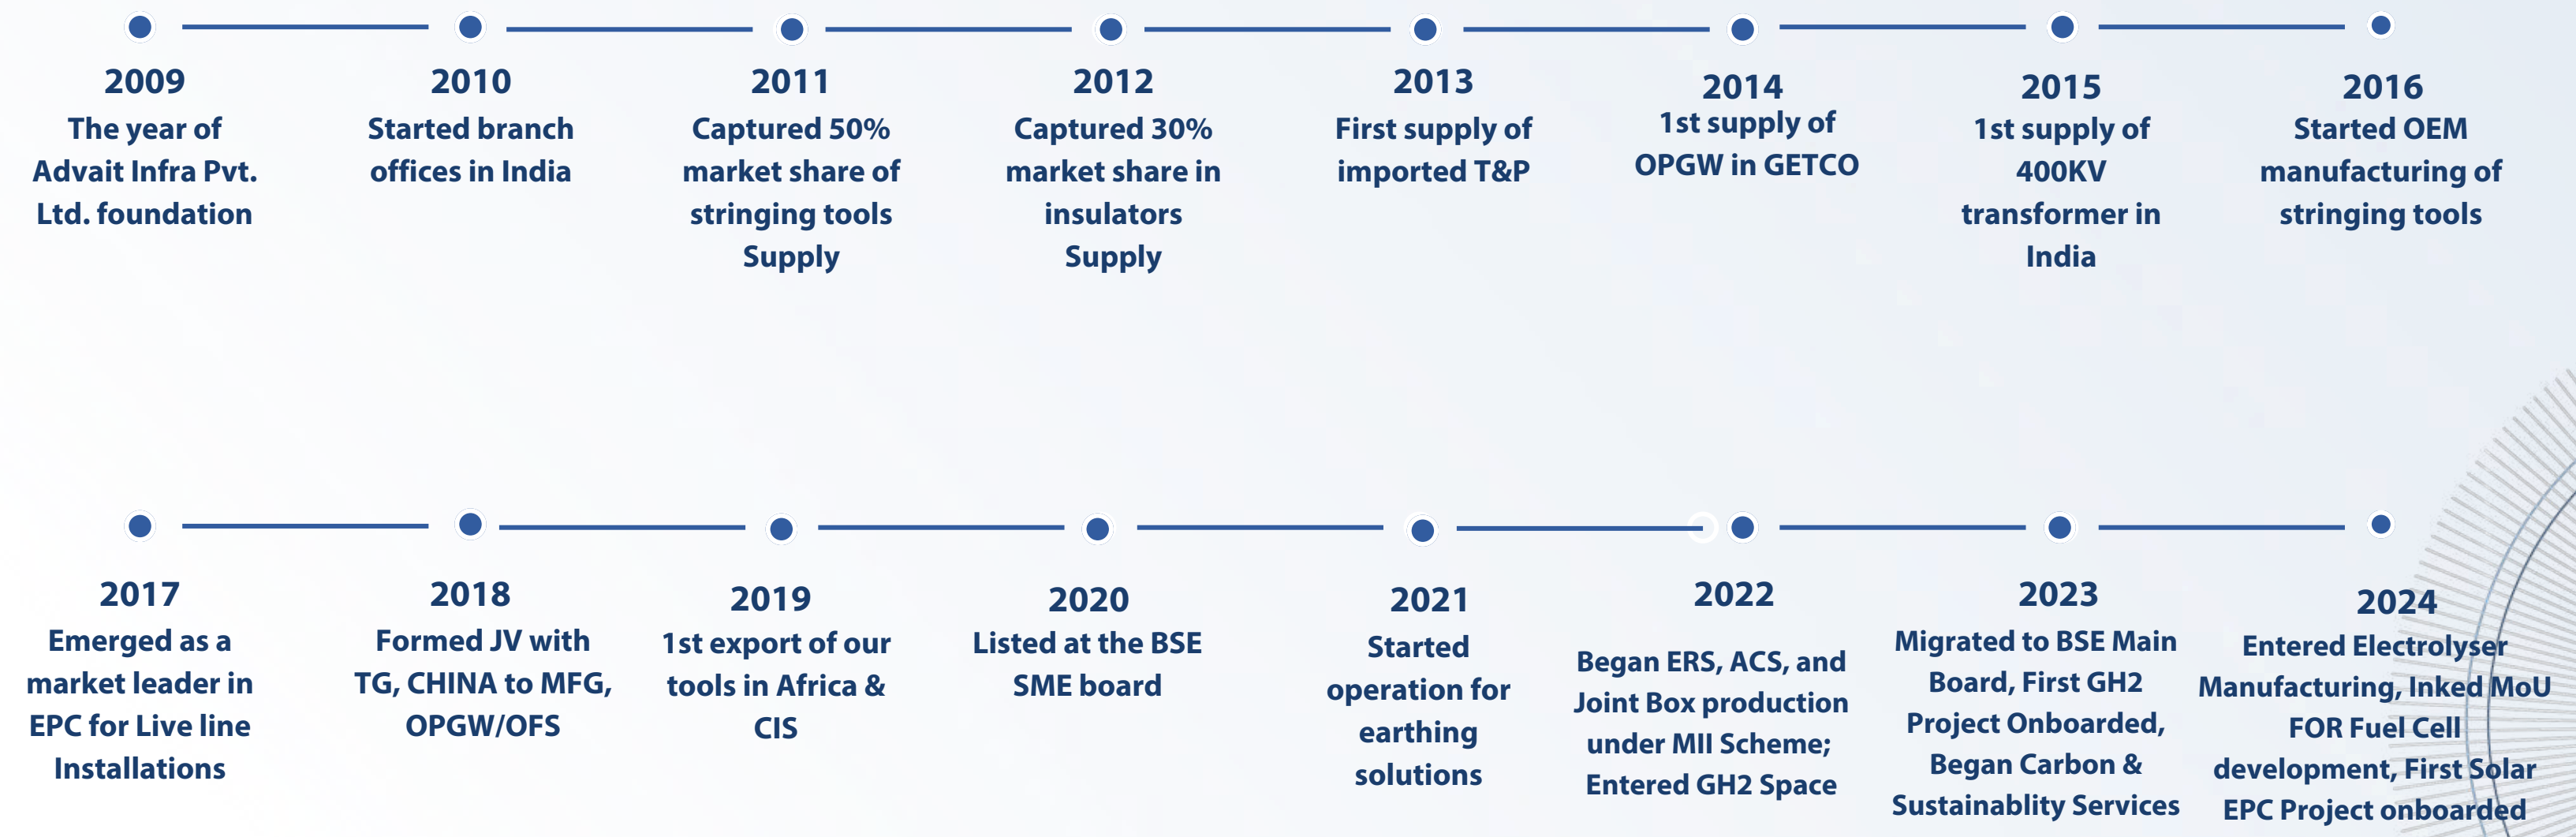 2009
The year of
Advait Infra Pvt.
Ltd. foundation
2010
Started branch
offices in India
2011
Captured 50%
market share of
stringing tools
Supply
2012
Captured 30%
market share in
insulators
Supply
2013
First supply of
imported T&P
2014
1st supply of
OPGW in GETCO
2015
1st supply of
400KV
transformer in
India
2016
Started OEM
manufacturing of
stringing tools
2017
Emerged as a
market leader in
EPC for Live line
Installations
2018
Formed JV with
TG, CHINA to MFG,
OPGW/OFS
2019
1st export of our
tools in Africa &
CIS
2020
Listed at the BSE
SME board
2021
Started
operation for
earthing
solutions
2022
Began ERS, ACS, and
Joint Box production
under MII Scheme;
Entered GH2 Space
2023
Migrated to BSE Main
Board, First GH2
Project Onboarded,
Began Carbon &
Sustainablity Services
2024
Entered Electrolyser
Manufacturing, Inked MoU
FOR Fuel Cell
development, First Solar
EPC Project onboarded